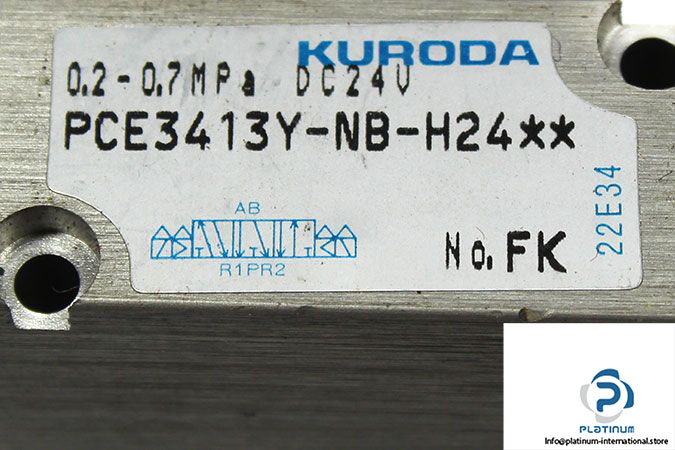 KURODA
0.2-0.7MPa DC24V
PCE3413Y-NB-H24**
AB
R1PR2
No. FK
22E34
PLATINUM
Info@platinum-international.store